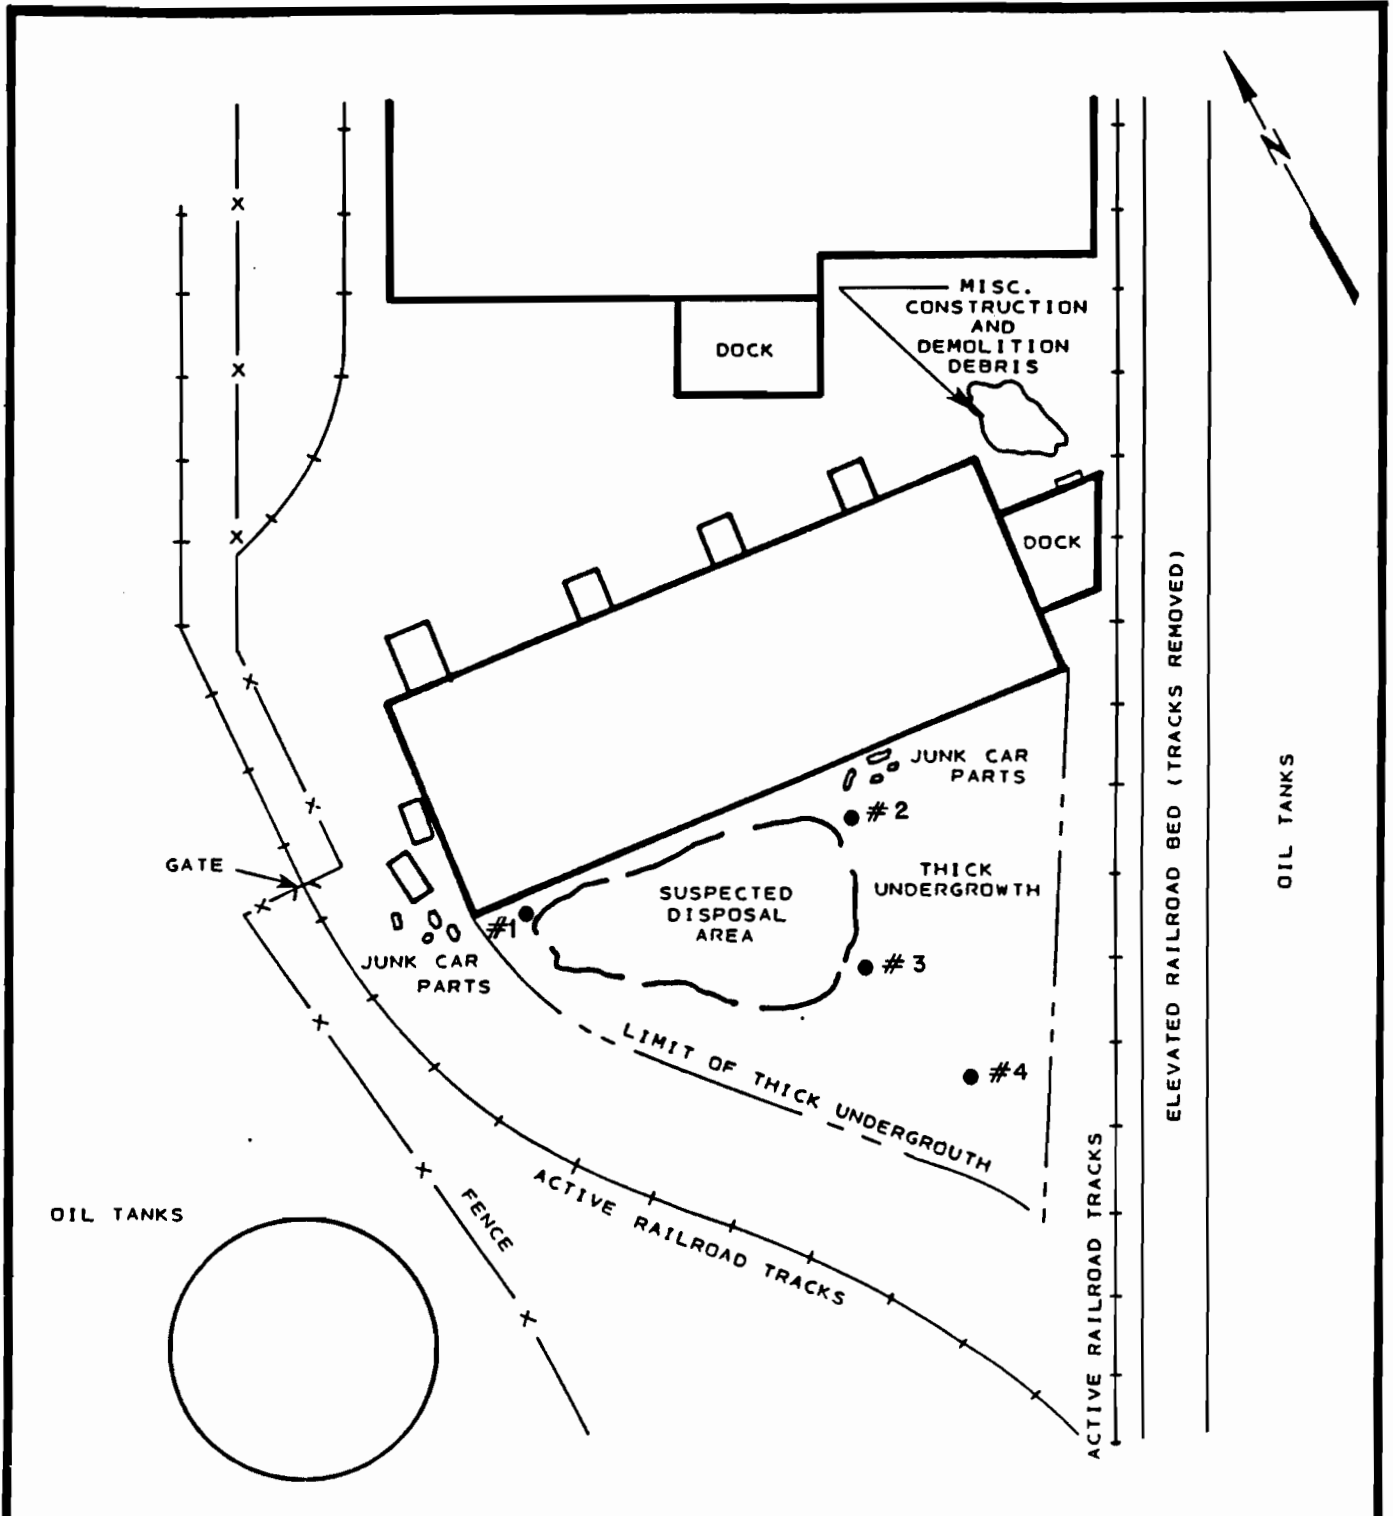 N
MISC.
CONSTRUCTION
AND
DEMOLITION
DEBRIS
DOCK
DOCK
ELEVATED RAILROAD BED (TRACKS REMOVED)
OIL TANKS
JUNK CAR
PARTS
#2
GATE
THICK
UNDERGROWTH
SUSPECTED
DISPOSAL
AREA
#1
JUNK CAR
PARTS
#3
LIMIT OF THICK UNDERGROUTH
#4
ACTIVE RAILROAD TRACKS
ACTIVE RAILROAD TRACKS
FENCE
OIL TANKS